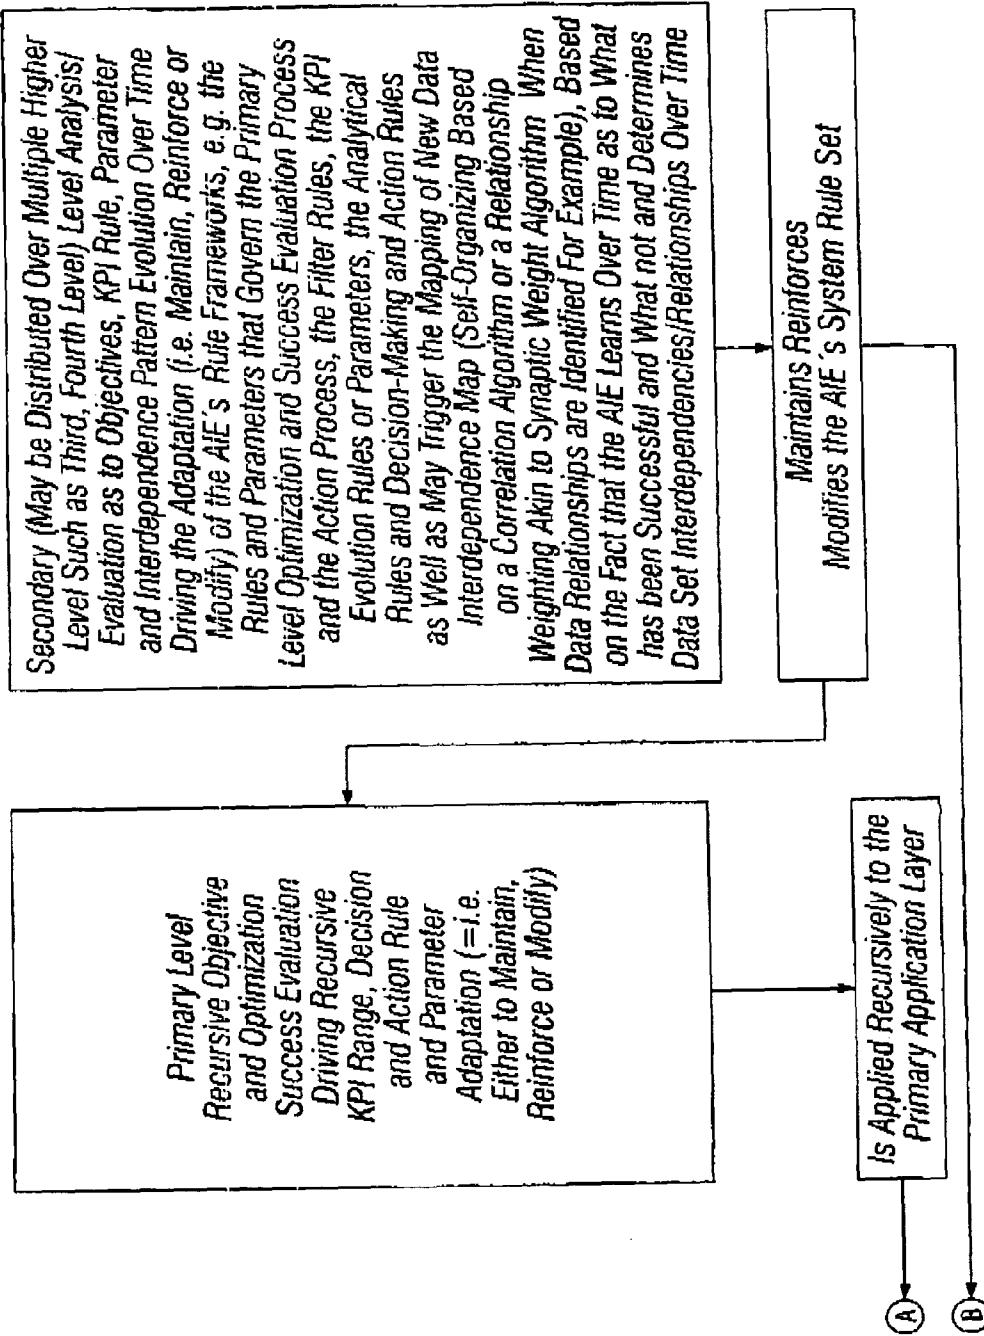 Secondary (May be Distributed Over Multiple Higher
Level Such as Third, Fourth Level) Level Analysis/
Evaluation as to Objectives, KPI Rule, Parameter
and Interdependence Pattern Evolution Over Time
Driving the Adaptation (i.e. Maintain, Reinforce or
Modify) of the AIE´s Rule Frameworks, e.g. the
Rules and Parameters that Govern the Primary
Level Optimization and Success Evaluation Process
and the Action Process, the Filter Rules, the KPI
Evolution Rules or Parameters, the Analytical
Rules and Decision-Making and Action Rules
as Well as May Trigger the Mapping of New Data
Interdependence Map (Self-Organizing Based
on a Correlation Algorithm or a Relationship
Weighting Akin to Synaptic Weight Algorithm When
Data Relationships are Identified For Example), Based
on the Fact that the AIE Learns Over Time as to What
has been Successful and What not and Determines
Data Set Interdependencies/Relationships Over Time
Maintains Reinforces
Modifies the AIE´s System Rule Set
Primary Level
Recursive Objective
and Optimization
Success Evaluation
Driving Recursive
KPI Range, Decision
and Action Rule
and Parameter
Adaptation (=i.e.
Either to Maintain,
Reinforce or Modify)
Is Applied Recursively to the
Primary Application Layer
A
B